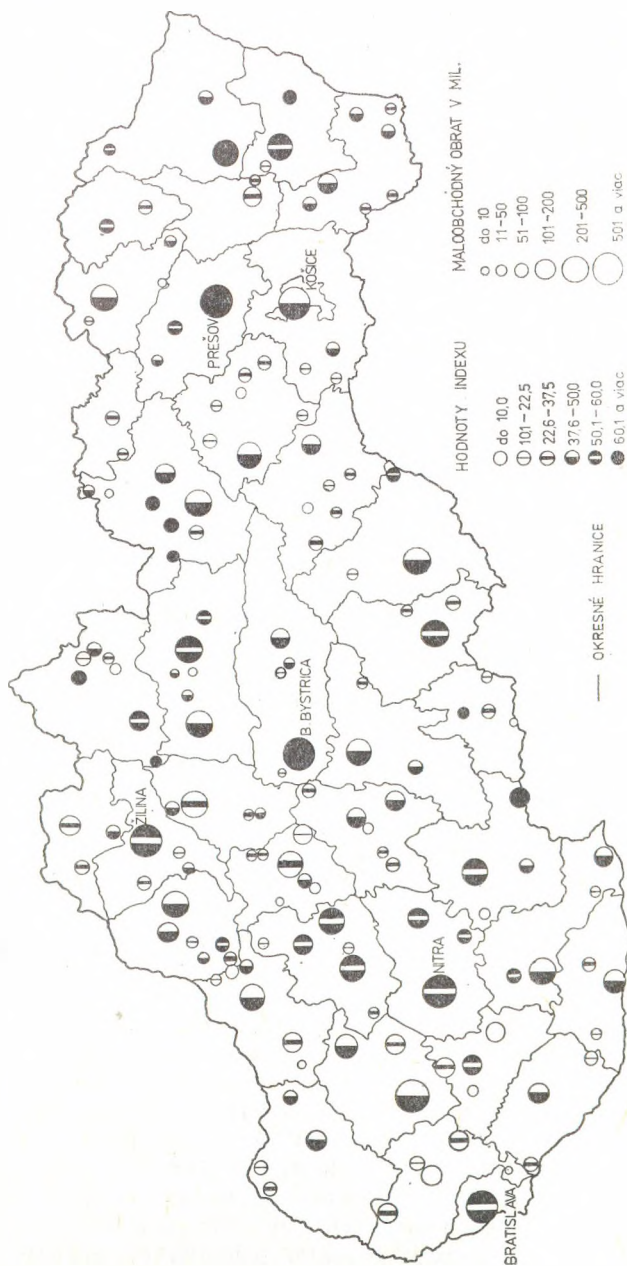 ŽILINA
PREŠOV
KOŠICE
B. BYSTRICA
NITRA
BRATISLAVA
—— OKRESNÉ HRANICE
HODNOTY INDEXU
do 10,0
10,1-22,5
22,6-37,5
37,6-50,0
50,1-60,0
60,1 a viac
MALOOBCHODNÝ OBRAT V MIL.
do 10
11-50
51-100
101-200
201-500
501 a viac